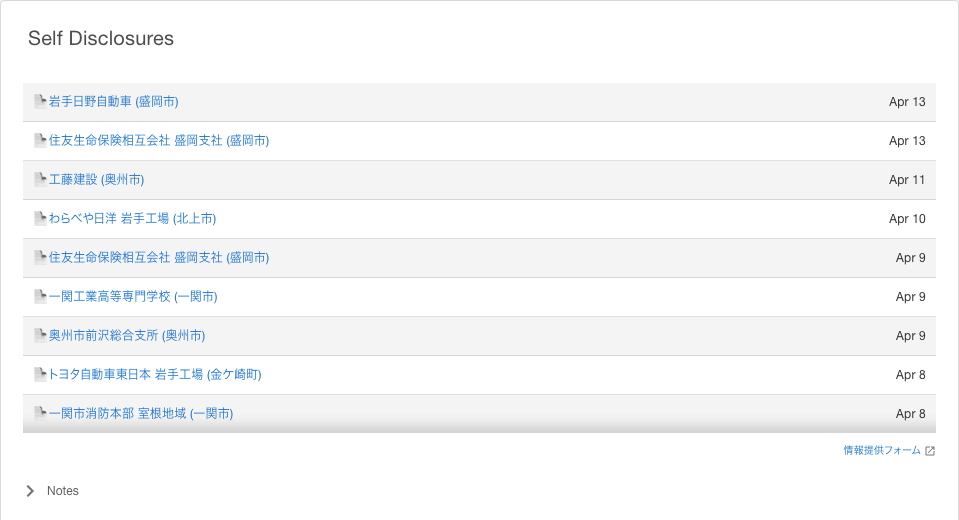 Self Disclosures
岩手日野自動車 (盛岡市) Apr 13
住友生命保険相互会社 盛岡支社 (盛岡市) Apr 13
工藤建設 (奥州市) Apr 11
わらべや日洋 岩手工場 (北上市) Apr 10
住友生命保険相互会社 盛岡支社 (盛岡市) Apr 9
一関工業高等専門学校 (一関市) Apr 9
奥州市前沢総合支所 (奥州市) Apr 9
トヨタ自動車東日本 岩手工場 (金ケ崎町) Apr 8
一関市消防本部 室根地域 (一関市) Apr 8
情報提供フォーム
Notes